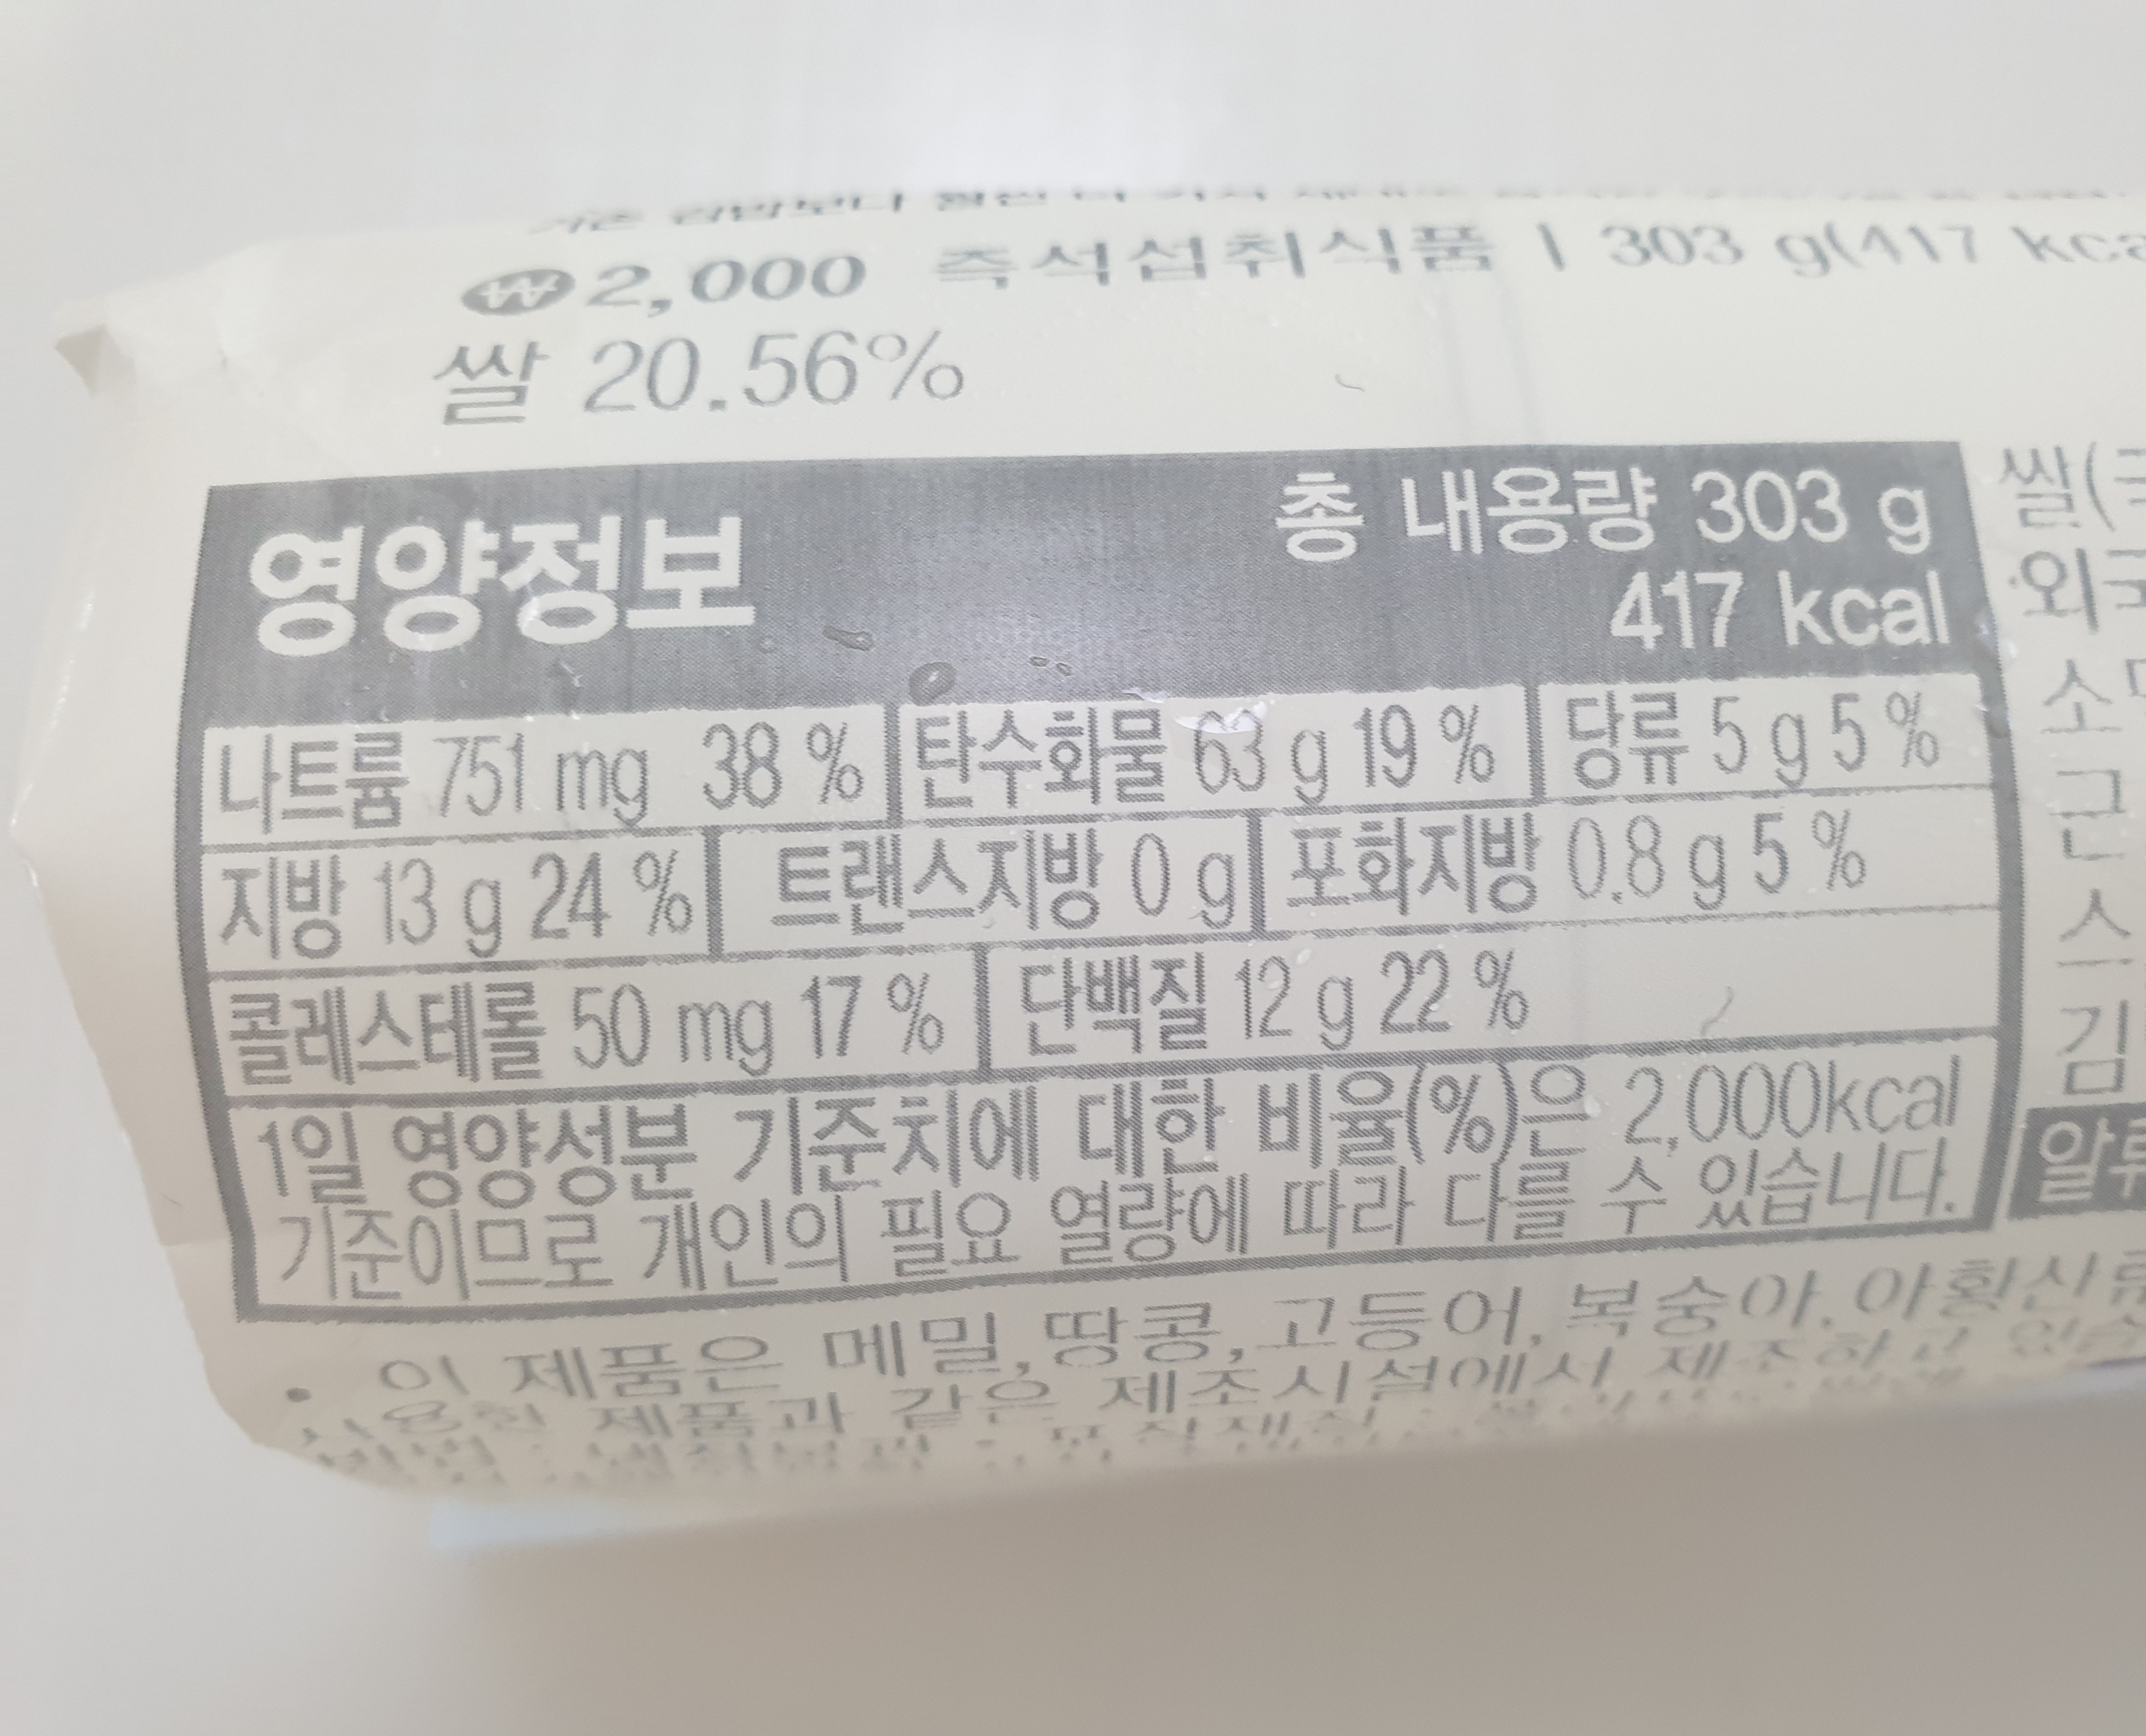 김밥보다
₩2,000 즉석섭취식품 | 303 g(417 kca
쌀 20.56%
영양정보 총 내용량 303 g
417 kcal
나트륨 751 mg 38 % 탄수화물 63 g 19 % 당류 5 g 5 %
지방 13 g 24 % 트랜스지방 0 g 포화지방 0.8 g 5 %
콜레스테롤 50 mg 17 % 단백질 12 g 22 %
1일 영양성분 기준치에 대한 비율(%)은 2,000kcal
기준이므로 개인의 필요 열량에 따라 다를 수 있습니다.
쌀(
외
소
근
스
김
알
• 이 제품은 메밀,땅콩,고등어,복숭아,아황산류
사용한 제품과 같은 제조시설에서 제조하고